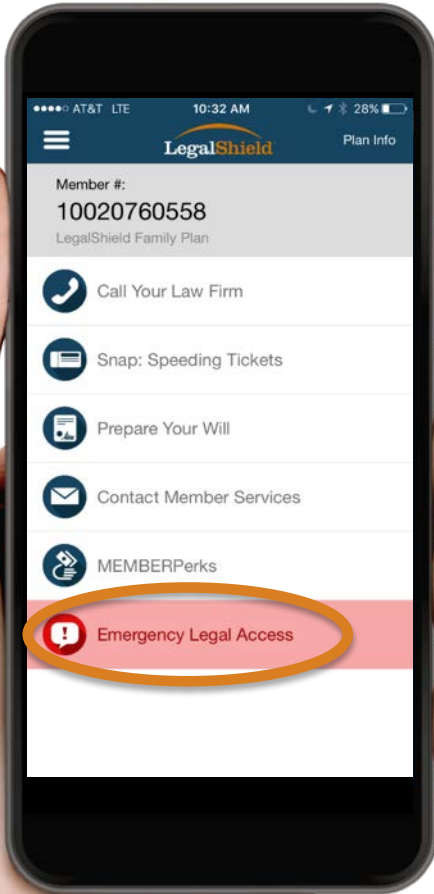 AT&T LTE 10:32 AM 28%
LegalShield Plan Info
Member #:
10020760558
LegalShield Family Plan
Call Your Law Firm
Snap: Speeding Tickets
Prepare Your Will
Contact Member Services
MEMBERPerks
! Emergency Legal Access